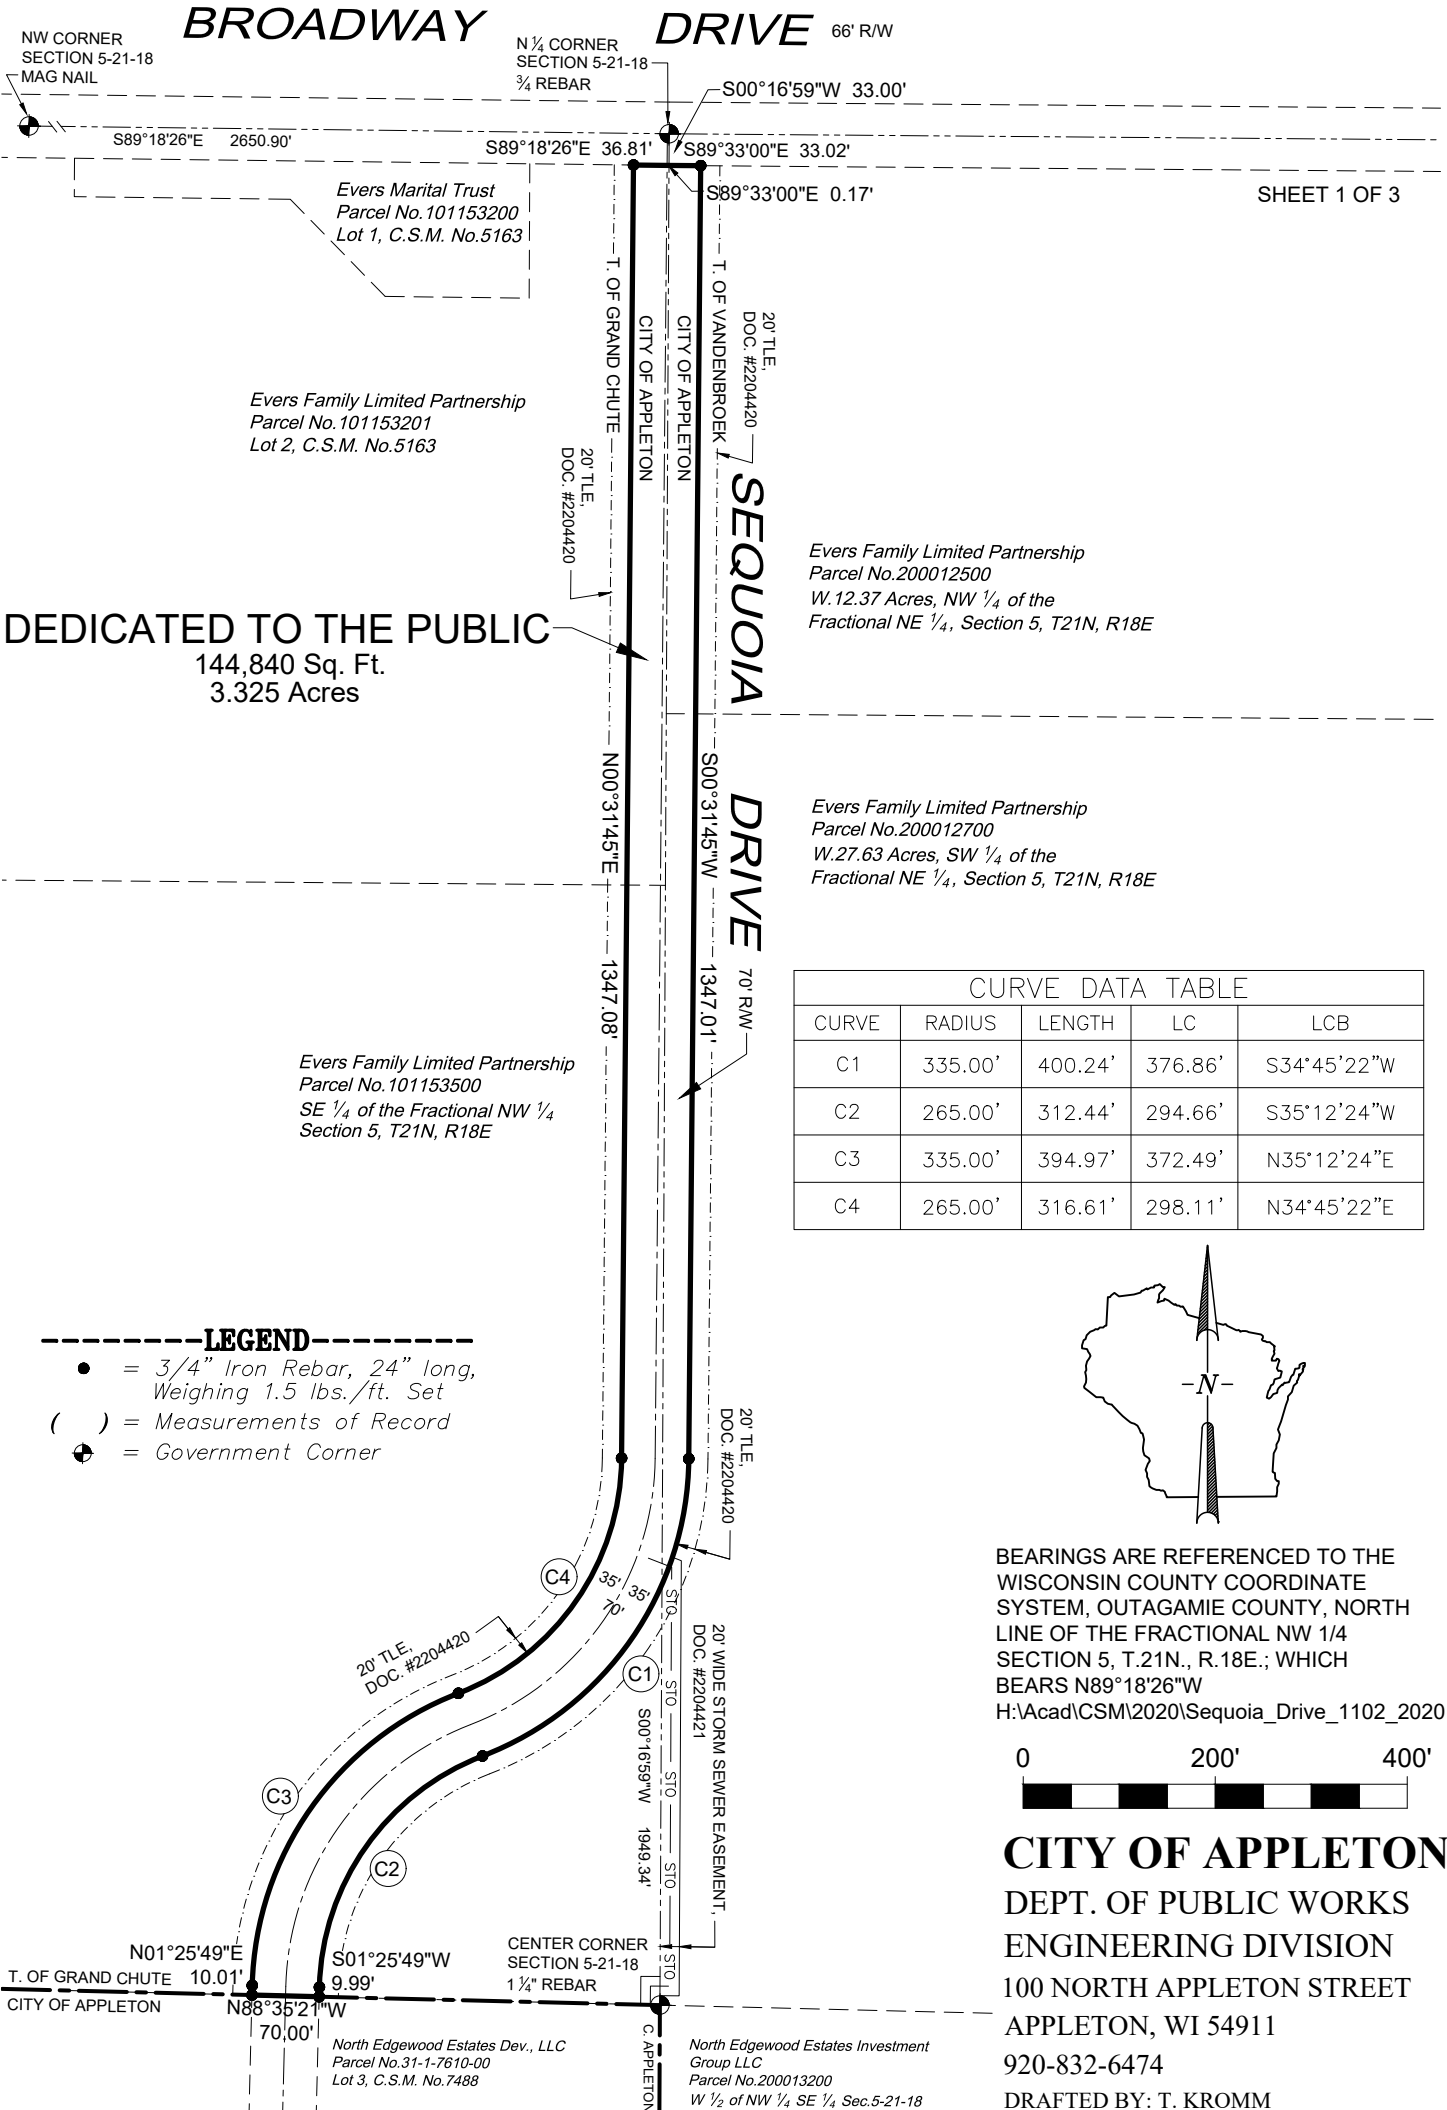 BROADWAY DRIVE 66' R/W
NW CORNER
SECTION 5-21-18
MAG NAIL
N ¼ CORNER
SECTION 5-21-18
¾ REBAR
S00°16'59"W 33.00'
S89°18'26"E 2650.90'
S89°18'26"E 36.81'
S89°33'00"E 33.02'
S89°33'00"E 0.17'
SHEET 1 OF 3
Evers Marital Trust
Parcel No.101153200
Lot 1, C.S.M. No.5163
T. OF GRAND CHUTE
CITY OF APPLETON
CITY OF APPLETON
T. OF VANDENBROEK
20' TLE,
DOC. #2204420
Evers Family Limited Partnership
Parcel No.101153201
Lot 2, C.S.M. No.5163
20' TLE,
DOC. #2204420
SEQUOIA DRIVE 70' R/W
Evers Family Limited Partnership
Parcel No.200012500
W.12.37 Acres, NW ¼ of the
Fractional NE ¼, Section 5, T21N, R18E
DEDICATED TO THE PUBLIC
144,840 Sq. Ft.
3.325 Acres
N00°31'45"E 1347.08'
S00°31'45"W 1347.01'
Evers Family Limited Partnership
Parcel No.200012700
W.27.63 Acres, SW ¼ of the
Fractional NE ¼, Section 5, T21N, R18E
Evers Family Limited Partnership
Parcel No.101153500
SE ¼ of the Fractional NW ¼
Section 5, T21N, R18E
CURVE DATA TABLE
CURVE RADIUS LENGTH LC LCB
C1 335.00' 400.24' 376.86' S34°45'22"W
C2 265.00' 312.44' 294.66' S35°12'24"W
C3 335.00' 394.97' 372.49' N35°12'24"E
C4 265.00' 316.61' 298.11' N34°45'22"E
LEGEND
= 3/4" Iron Rebar, 24" long,
Weighing 1.5 lbs./ft. Set
( ) = Measurements of Record
= Government Corner
-N-
20' TLE,
DOC. #2204420
C4
35' 35'
70'
20' TLE,
DOC. #2204420
C1
STO
STO
STO
STO
STO
20' WIDE STORM SEWER EASEMENT,
DOC. #2204421
S00°16'59"W 1949.34'
C3
C2
BEARINGS ARE REFERENCED TO THE
WISCONSIN COUNTY COORDINATE
SYSTEM, OUTAGAMIE COUNTY, NORTH
LINE OF THE FRACTIONAL NW 1/4
SECTION 5, T.21N., R.18E.; WHICH
BEARS N89°18'26"W
H:\Acad\CSM\2020\Sequoia_Drive_1102_2020
0 200' 400'
CITY OF APPLETON
DEPT. OF PUBLIC WORKS
ENGINEERING DIVISION
100 NORTH APPLETON STREET
APPLETON, WI 54911
920-832-6474
DRAFTED BY: T. KROMM
N01°25'49"E
10.01'
S01°25'49"W
9.99'
CENTER CORNER
SECTION 5-21-18
1 ¼" REBAR
T. OF GRAND CHUTE
CITY OF APPLETON
N88°35'21"W
70.00'
North Edgewood Estates Dev., LLC
Parcel No.31-1-7610-00
Lot 3, C.S.M. No.7488
C. APPLETON
North Edgewood Estates Investment
Group LLC
Parcel No.200013200
W ½ of NW ¼ SE ¼ Sec.5-21-18